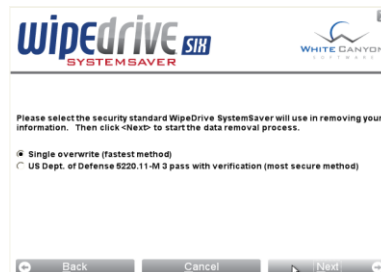 wipedrive SIX
SYSTEMSAVER
WHITE CANYON
SOFTWARE
Please select the security standard WipeDrive SystemSaver will use in removing your
information. Then click <Next> to start the data removal process.
Single overwrite (fastest method)
US Dept. of Defense 5220.11-M 3 pass with verification (most secure method)
Back
Cancel
Next